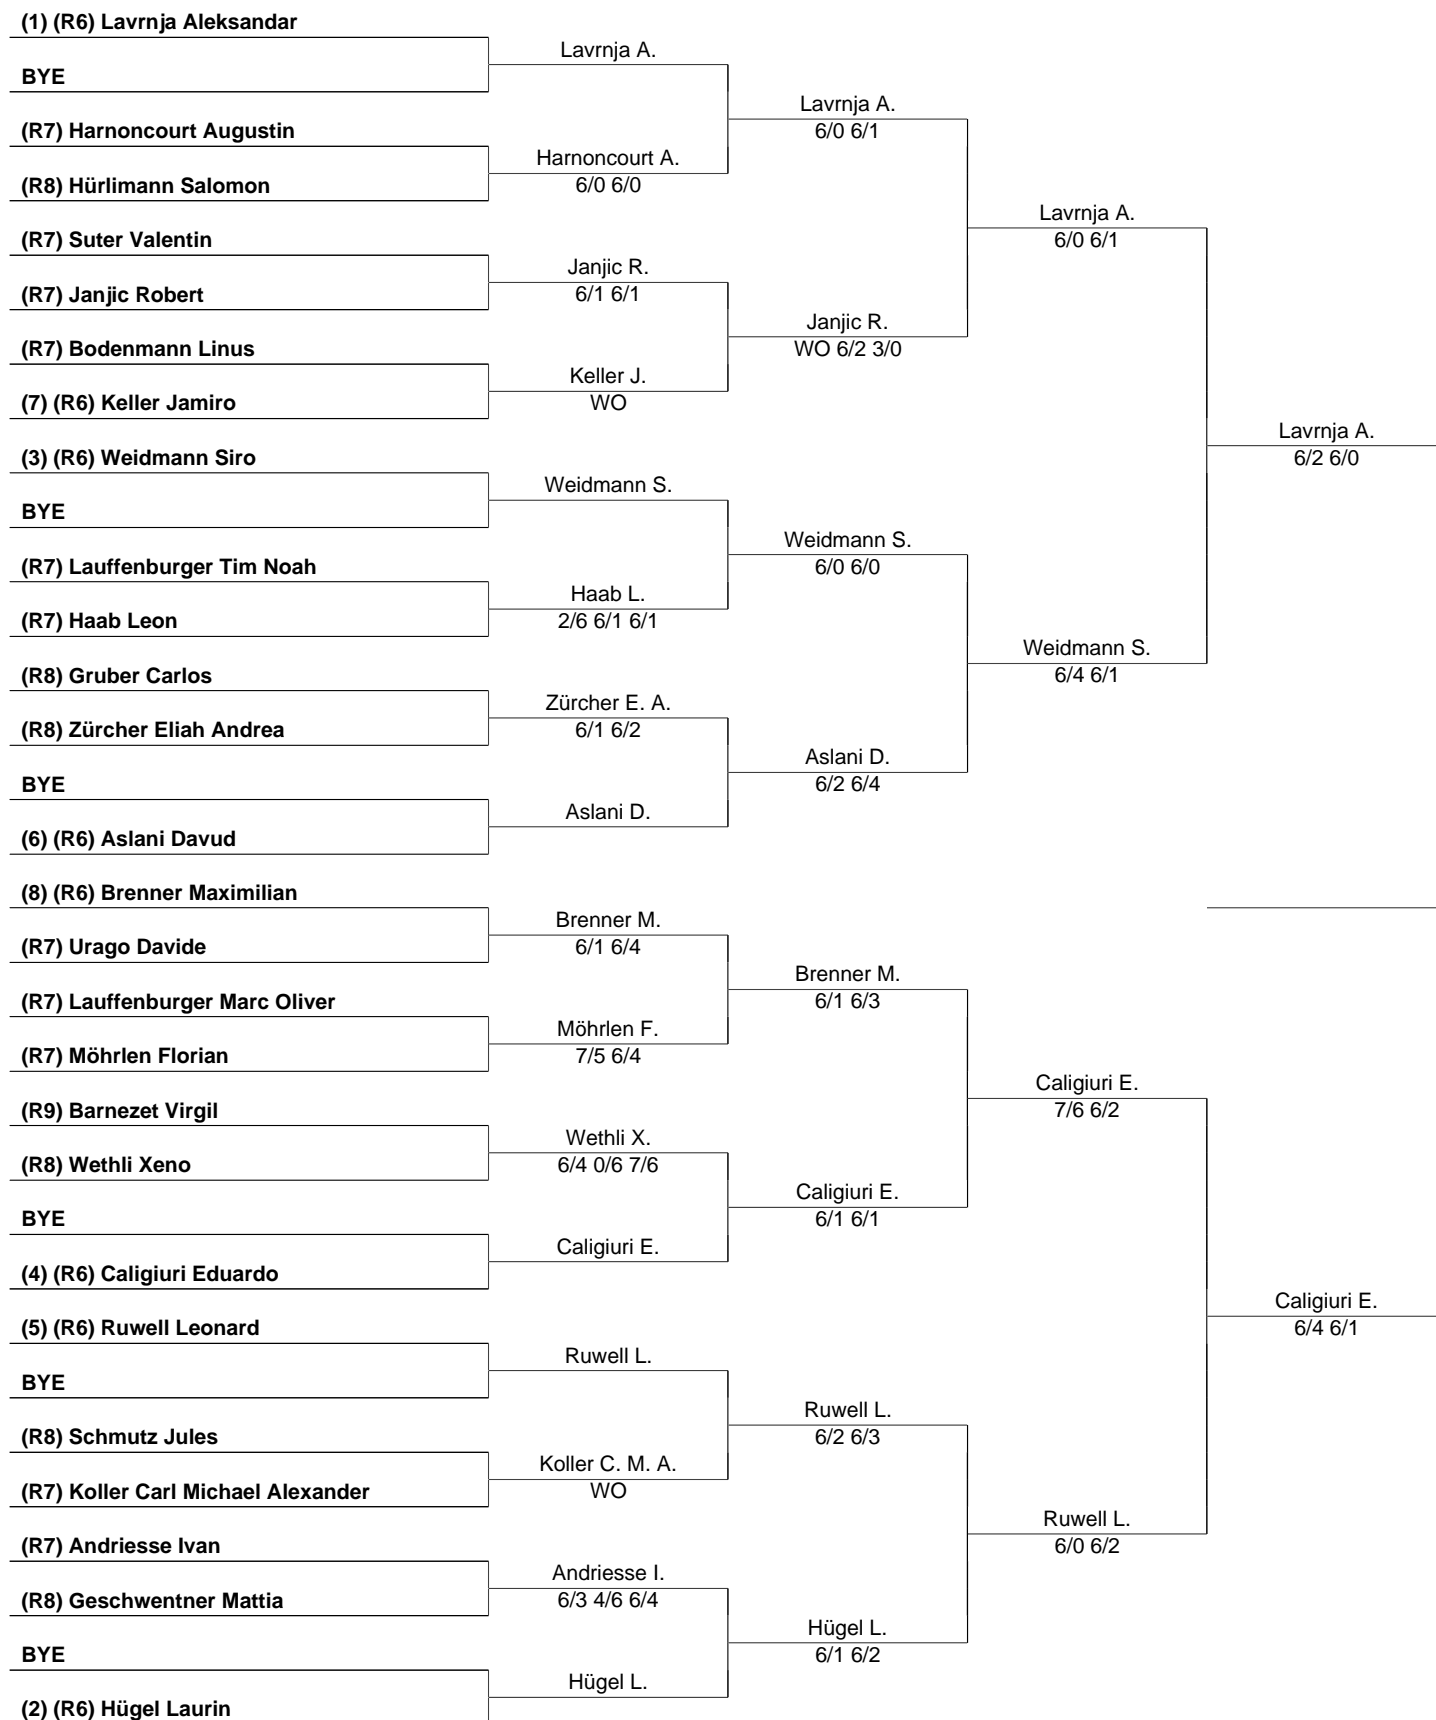 (1) (R6) Lavrnja Aleksandar
BYE
(R7) Harnoncourt Augustin
(R8) Hürlimann Salomon
(R7) Suter Valentin
(R7) Janjic Robert
(R7) Bodenmann Linus
(7) (R6) Keller Jamiro
(3) (R6) Weidmann Siro
BYE
(R7) Lauffenburger Tim Noah
(R7) Haab Leon
(R8) Gruber Carlos
(R8) Zürcher Eliah Andrea
BYE
(6) (R6) Aslani Davud
(8) (R6) Brenner Maximilian
(R7) Urago Davide
(R7) Lauffenburger Marc Oliver
(R7) Möhrlen Florian
(R9) Barnezet Virgil
(R8) Wethli Xeno
BYE
(4) (R6) Caligiuri Eduardo
(5) (R6) Ruwell Leonard
BYE
(R8) Schmutz Jules
(R7) Koller Carl Michael Alexander
(R7) Andriesse Ivan
(R8) Geschwentner Mattia
BYE
(2) (R6) Hügel Laurin
Lavrnja A.
Harnoncourt A.
6/0 6/0
Janjic R.
6/1 6/1
Keller J.
WO
Weidmann S.
Haab L.
2/6 6/1 6/1
Zürcher E. A.
6/1 6/2
Aslani D.
Brenner M.
6/1 6/4
Möhrlen F.
7/5 6/4
Wethli X.
6/4 0/6 7/6
Caligiuri E.
Ruwell L.
Koller C. M. A.
WO
Andriesse I.
6/3 4/6 6/4
Hügel L.
Lavrnja A.
6/0 6/1
Janjic R.
WO 6/2 3/0
Weidmann S.
6/0 6/0
Aslani D.
6/2 6/4
Brenner M.
6/1 6/3
Caligiuri E.
6/1 6/1
Ruwell L.
6/2 6/3
Hügel L.
6/1 6/2
Lavrnja A.
6/0 6/1
Weidmann S.
6/4 6/1
Caligiuri E.
7/6 6/2
Ruwell L.
6/0 6/2
Lavrnja A.
6/2 6/0
Caligiuri E.
6/4 6/1